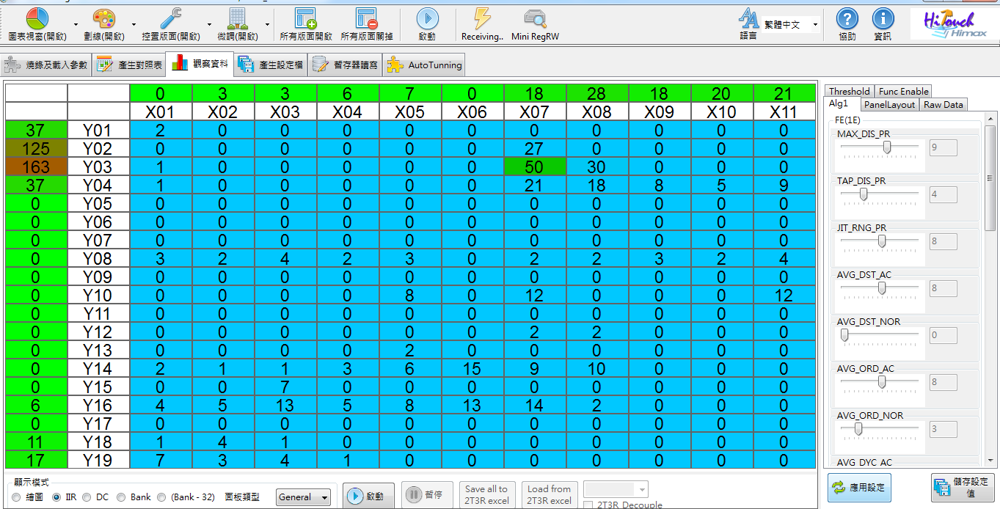 圖表視窗(開啟) 劃線(開啟) 控置版面(開啟) 微調(開啟) 所有版面開啟 所有版面關掉 啟動 Receiving.. Mini RegRW 語言 繁體中文 協助 資訊 HiTouch Himax
燒錄及載入參數 產生對照表 觀察資料 產生設定檔 暫存器讀寫 AutoTunning
0 3 3 6 7 0 18 28 18 20 21
X01 X02 X03 X04 X05 X06 X07 X08 X09 X10 X11
37 Y01 2 0 0 0 0 0 0 0 0 0 0
125 Y02 0 0 0 0 0 0 27 0 0 0 0
163 Y03 1 0 0 0 0 0 50 30 0 0 0
37 Y04 1 0 0 0 0 0 21 18 8 5 9
0 Y05 0 0 0 0 0 0 0 0 0 0 0
0 Y06 0 0 0 0 0 0 0 0 0 0 0
0 Y07 0 0 0 0 0 0 0 0 0 0 0
0 Y08 3 2 4 2 3 0 2 2 3 2 4
0 Y09 0 0 0 0 0 0 0 0 0 0 0
0 Y10 0 0 0 0 8 0 12 0 0 0 12
0 Y11 0 0 0 0 0 0 0 0 0 0 0
0 Y12 0 0 0 0 0 0 2 2 0 0 0
0 Y13 0 0 0 0 2 0 0 0 0 0 0
0 Y14 2 1 1 3 6 15 9 10 0 0 0
0 Y15 0 0 7 0 0 0 0 0 0 0 0
6 Y16 4 5 13 5 8 13 14 2 0 0 0
0 Y17 0 0 0 0 0 0 0 0 0 0 0
11 Y18 1 4 1 0 0 0 0 0 0 0 0
17 Y19 7 3 4 1 0 0 0 0 0 0 0
Threshold Func Enable
Alg1 PanelLayout Raw Data
FE(1E)
MAX_DIS_PR
9
TAP_DIS_PR
4
JIT_RNG_PR
8
AVG_DST_AC
8
AVG_DST_NOR
0
AVG_ORD_AC
8
AVG_ORD_NOR
3
AVG_DYC_AC
顯示模式
繪圖 IIR DC Bank (Bank - 32) 面板類型 General 啟動 暫停
Save all to
2T3R excel
Load from
2T3R excel
2T3R Decouple
應用設定
儲存設定
值